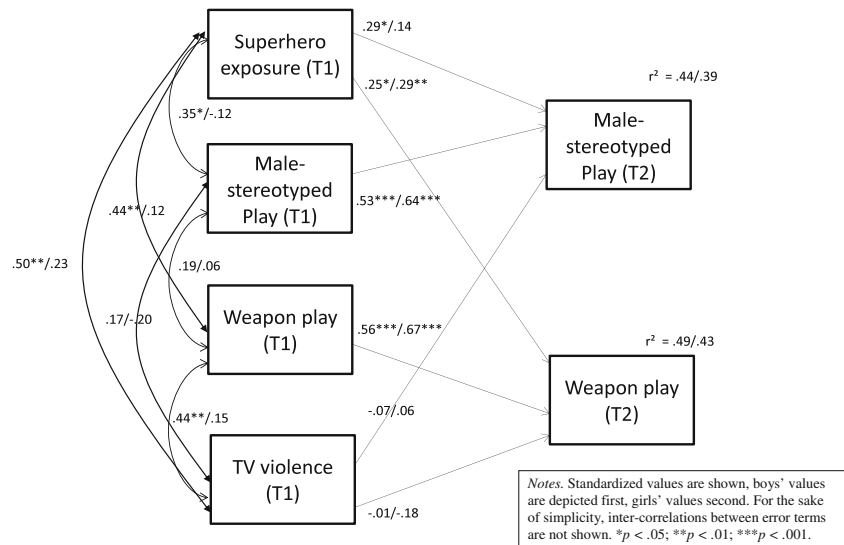 .29*/.14
Superhero
exposure (T1)
r² = .44/.39
.25*/.29**
Male-
stereotyped
Play (T2)
.35*/-.12
Male-
stereotyped
Play (T1)
.53***/.64***
.44**/.12
.50**/.23
.19/.06
Weapon play
(T1)
.17/-.20
.56***/.67***
r² = .49/.43
Weapon play
(T2)
-.07/.06
.44**/.15
TV violence
(T1)
-.01/-.18
Notes. Standardized values are shown, boys' values
are depicted first, girls' values second. For the sake
of simplicity, inter-correlations between error terms
are not shown. *p < .05; **p < .01; ***p < .001.